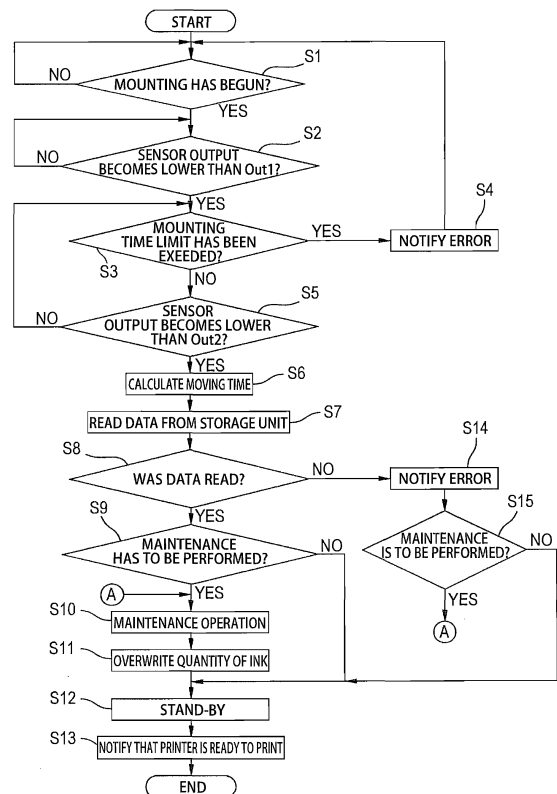 START
S1
NO
MOUNTING HAS BEGUN?
YES
S2
SENSOR OUTPUT
BECOMES LOWER THAN Out1?
NO
YES
S4
MOUNTING
TIME LIMIT HAS BEEN
EXEEDED?
YES
NOTIFY ERROR
S3
NO
S5
SENSOR
OUTPUT BECOMES LOWER
THAN Out2?
NO
YES
S6
CALCULATE MOVING TIME
S7
READ DATA FROM STORAGE UNIT
S8
WAS DATA READ?
NO
S14
NOTIFY ERROR
YES
S15
S9
MAINTENANCE
HAS TO BE PERFORMED?
NO
MAINTENANCE
IS TO BE PERFORMED?
NO
YES
YES
A
A
S10
MAINTENANCE OPERATION
S11
OVERWRITE QUANTITY OF INK
S12
STAND-BY
S13
NOTIFY THAT PRINTER IS READY TO PRINT
END